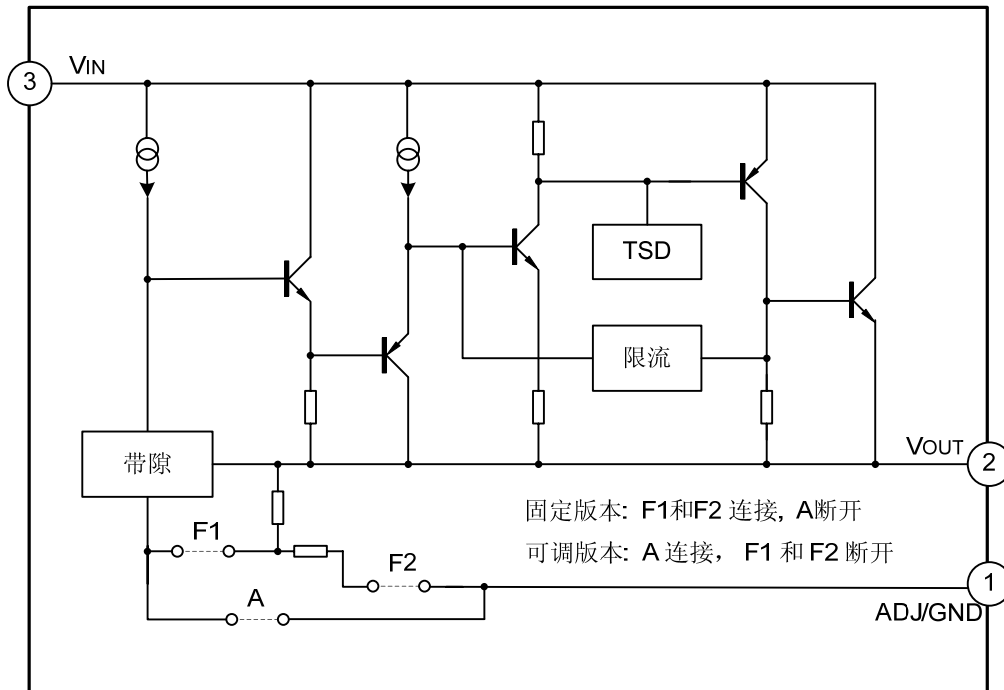 3
VIN
TSD
限流
带隙
VOUT
2
固定版本: F1和F2 连接, A断开
F1
可调版本: A 连接， F1 和 F2 断开
F2
1
A
ADJ/GND